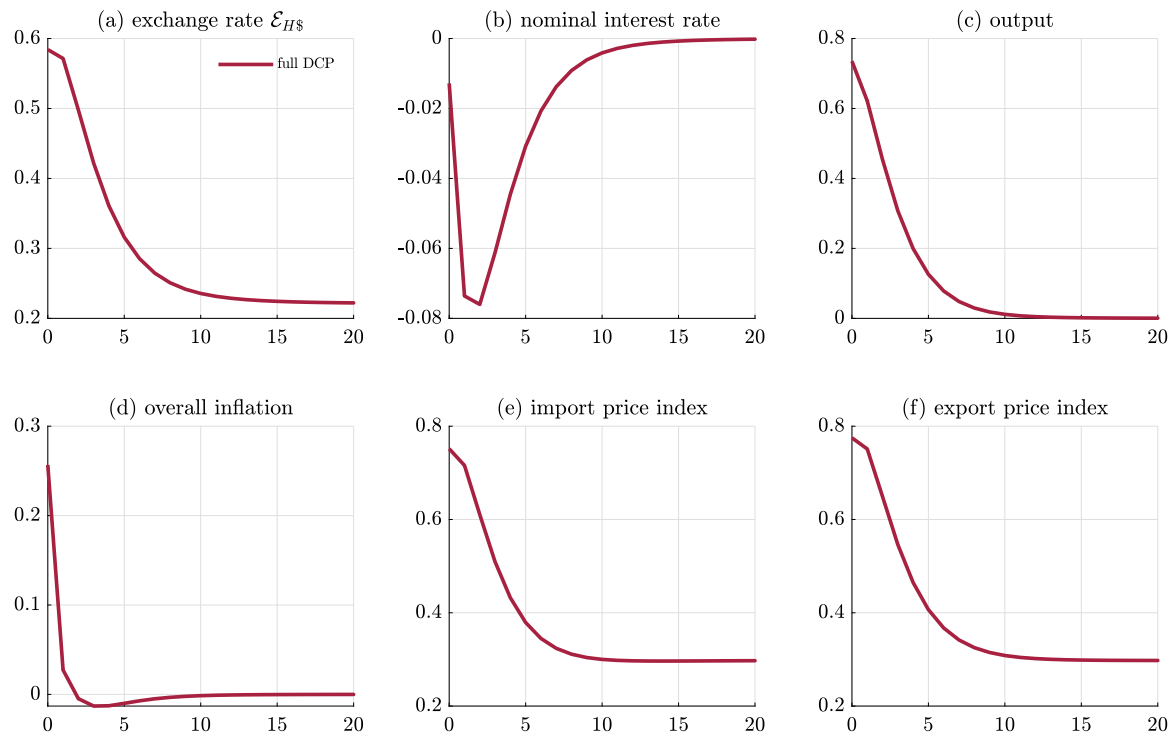 (a) exchange rate ℰ_{H$}
0.6
0.5
0.4
0.3
0.2
0 5 10 15 20
full DCP
(b) nominal interest rate
0
-0.02
-0.04
-0.06
-0.08
0 5 10 15 20
(c) output
0.8
0.6
0.4
0.2
0
0 5 10 15 20
(d) overall inflation
0.3
0.2
0.1
0
0 5 10 15 20
(e) import price index
0.8
0.6
0.4
0.2
0 5 10 15 20
(f) export price index
0.8
0.6
0.4
0.2
0 5 10 15 20